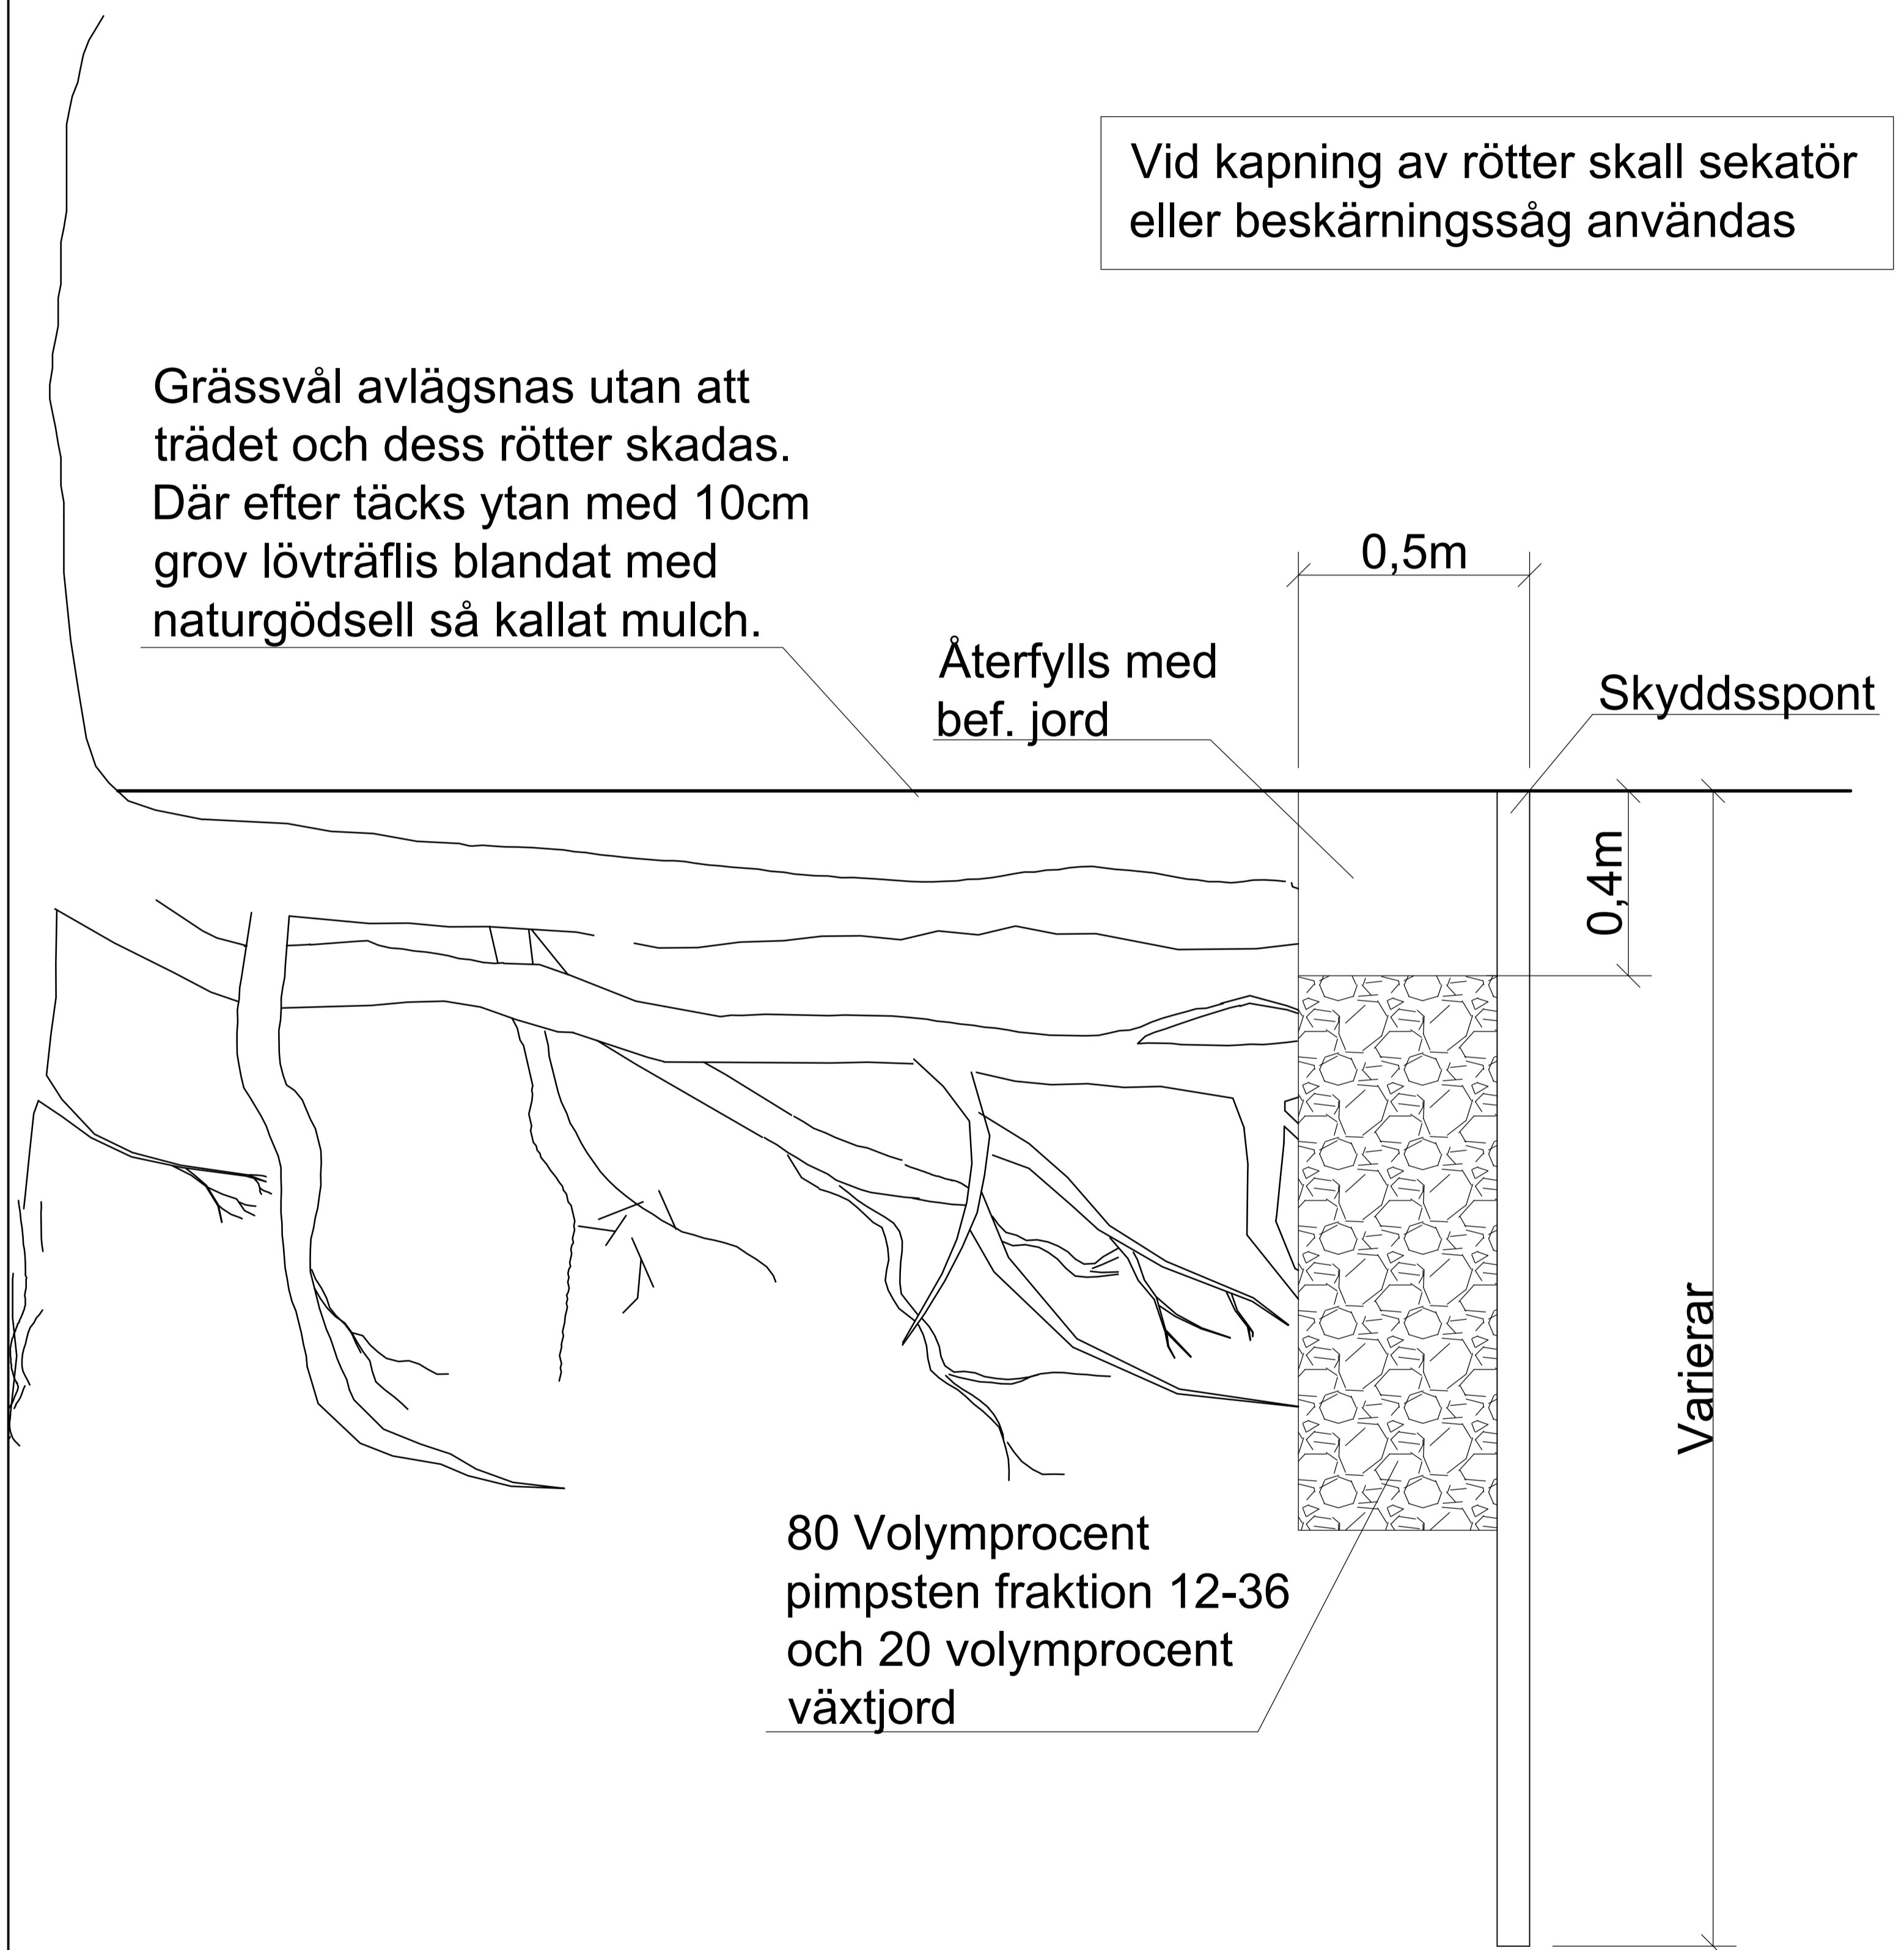 Vid kapning av rötter skall sekatör
eller beskärningssåg användas
Grässvål avlägsnas utan att
trädet och dess rötter skadas.
Där efter täcks ytan med 10cm
grov lövträflis blandat med
naturgödsell så kallat mulch.
0,5m
Återfylls med
bef. jord
Skyddsspont
0,4m
Varierar
80 Volymprocent
pimpsten fraktion 12-36
och 20 volymprocent
växtjord